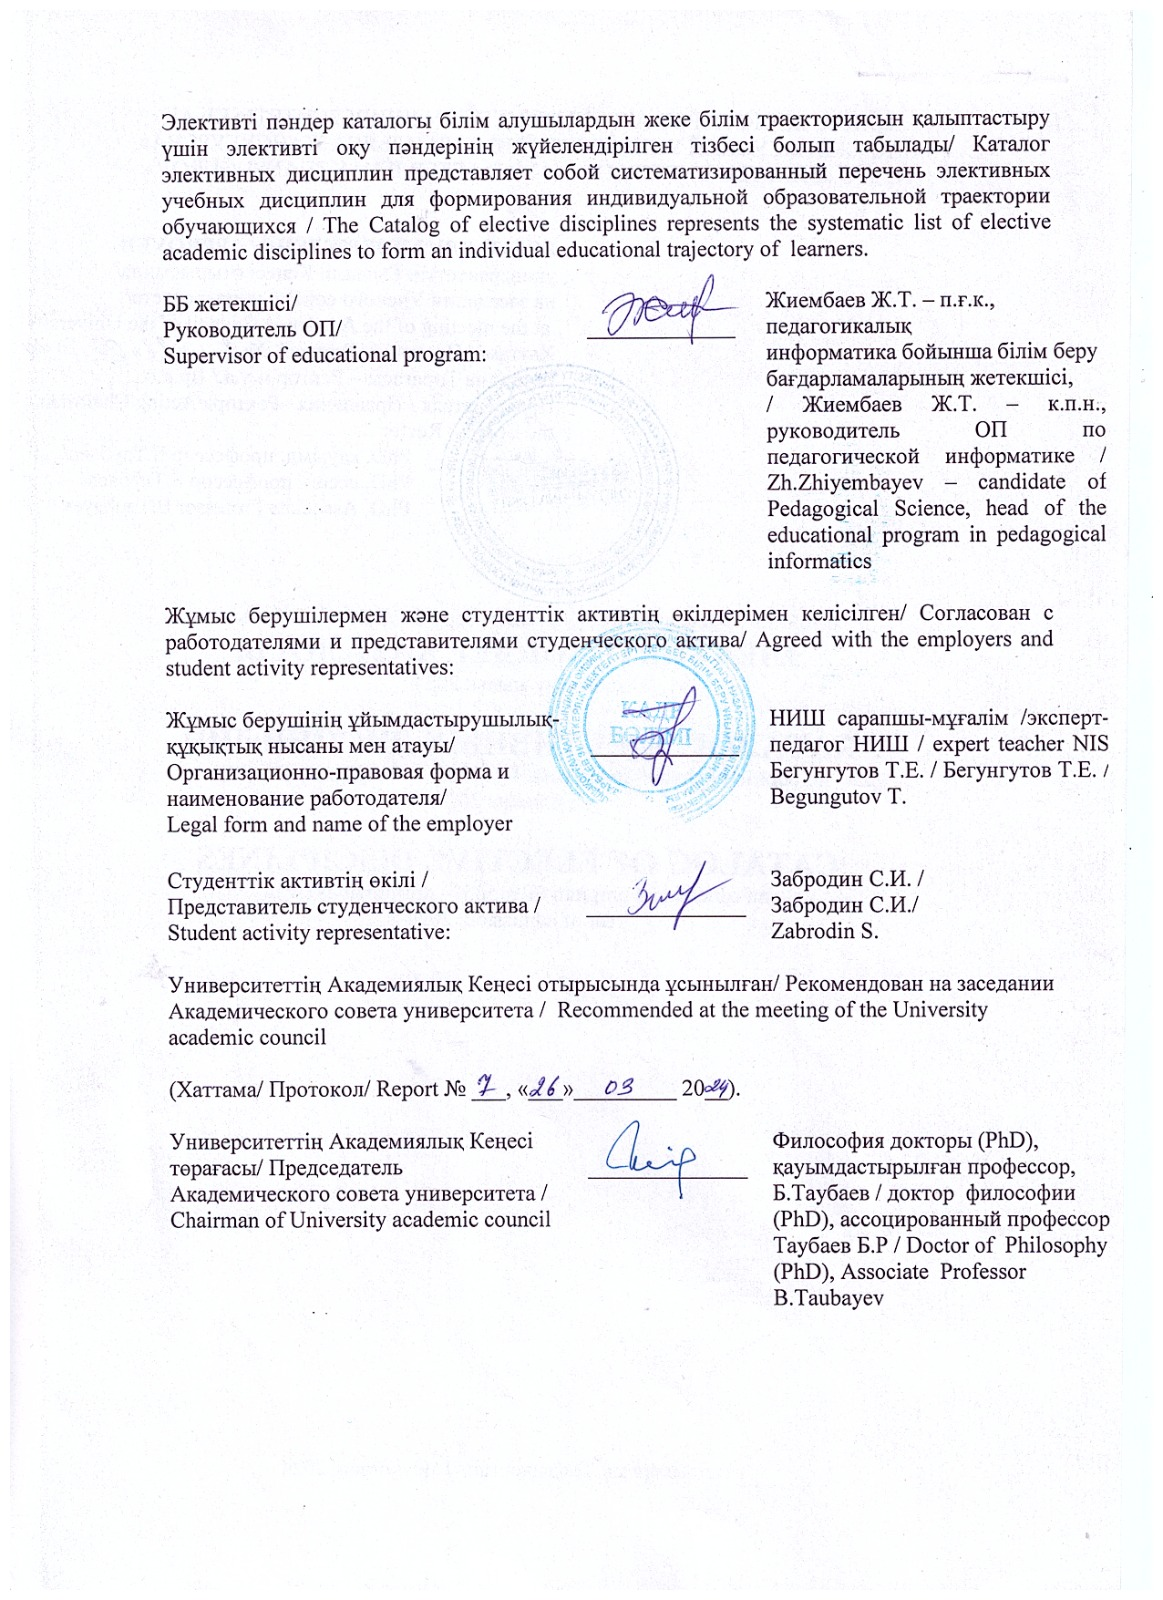 Элективті пәндер каталогы білім алушылардын жеке білім траекториясын қалыптастыру
үшін элективті оқу пәндерінің жүйелендірілген тізбесі болып табылады/ Каталог
элективных дисциплин представляет собой систематизированный перечень элективных
учебных дисциплин для формирования индивидуальной образовательной траектории
обучающихся / The Catalog of elective disciplines represents the systematic list of elective
academic disciplines to form an individual educational trajectory of learners.
ББ жетекшісі/
Руководитель ОП/
Supervisor of educational program:
Жиембаев Ж.Т. – п.ғ.к.,
педагогикалық
информатика бойынша білім беру
бағдарламаларының жетекшісі,
/ Жиембаев Ж.Т. – к.п.н.,
руководитель ОП по
педагогической информатике /
Zh.Zhiyembayev – candidate of
Pedagogical Science, head of the
educational program in pedagogical
informatics
Жұмыс берушілермен және студенттік активтің өкілдерімен келісілген/ Согласован с
работодателями и представителями студенческого актива/ Agreed with the employers and
student activity representatives:
Жұмыс берушінің ұйымдастырушылық-
құқықтық нысаны мен атауы/
Организационно-правовая форма и
наименование работодателя/
Legal form and name of the employer
КАДР
БӨЛІМІ
НИШ сарапшы-мұғалім /эксперт-
педагог НИШ / expert teacher NIS
Бегунгутов Т.Е. / Бегунгутов Т.Е. /
Begungutov T.
Студенттік активтің өкілі /
Представитель студенческого актива /
Student activity representative:
Забродин С.И. /
Забродин С.И./
Zabrodin S.
Университеттің Академиялық Кеңесі отырысында ұсынылған/ Рекомендован на заседании
Академического совета университета / Recommended at the meeting of the University
academic council
(Хаттама/ Протокол/ Report № 7, «26» 03 2024).
Университеттің Академиялық Кеңесі
төрағасы/ Председатель
Академического совета университета /
Chairman of University academic council
Философия докторы (PhD),
қауымдастырылған профессор,
Б.Таубаев / доктор философии
(PhD), ассоциированный профессор
Таубаев Б.Р / Doctor of Philosophy
(PhD), Associate Professor
B.Taubayev